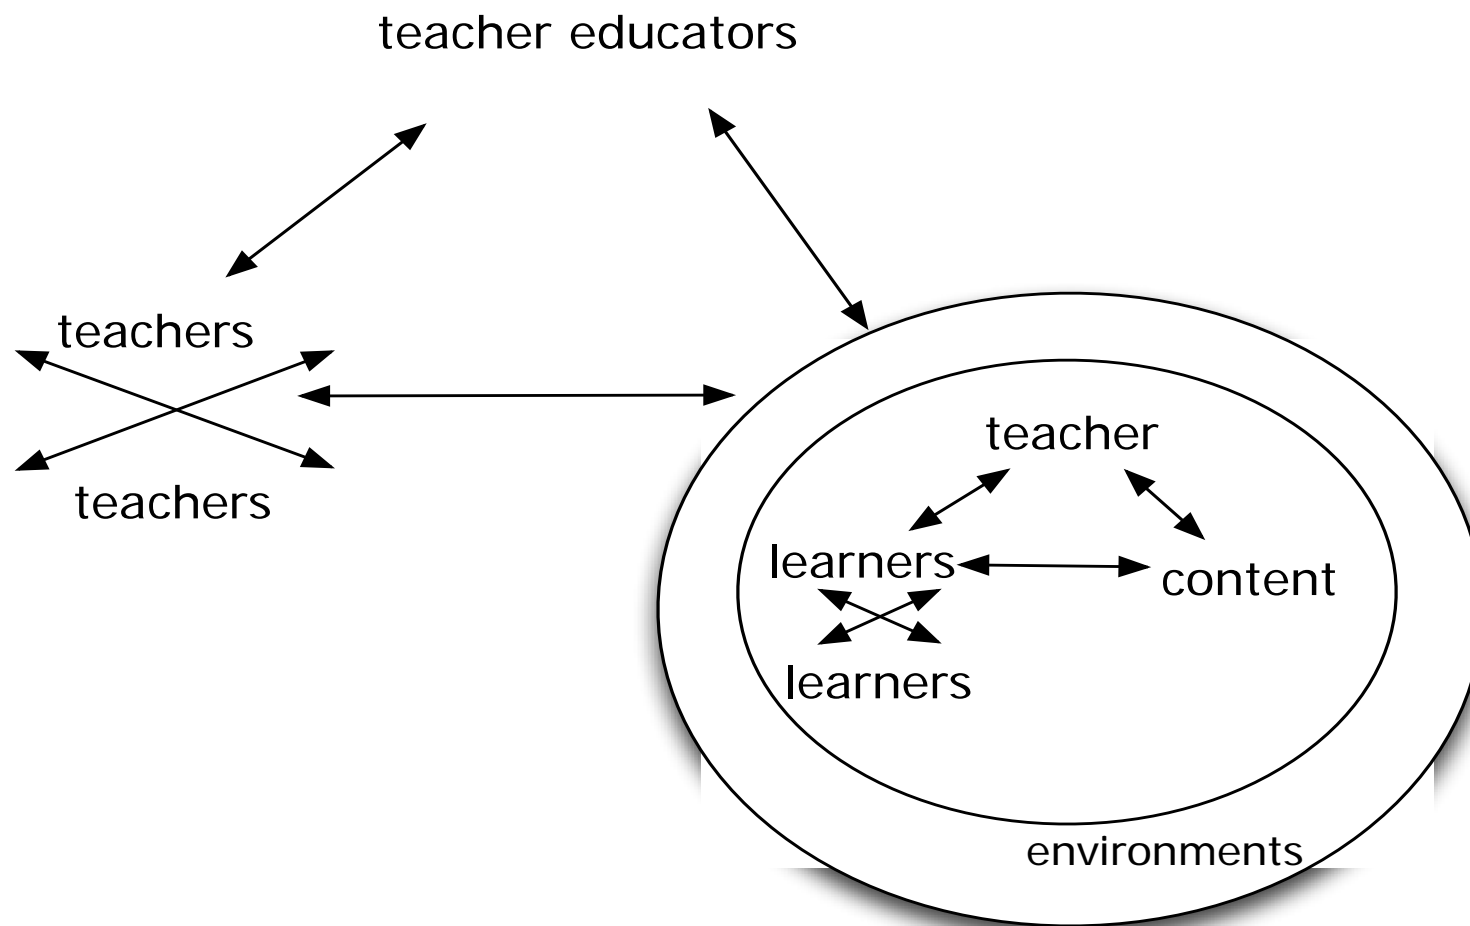 teacher educators
teachers
teachers
teacher
learners
content
learners
environments